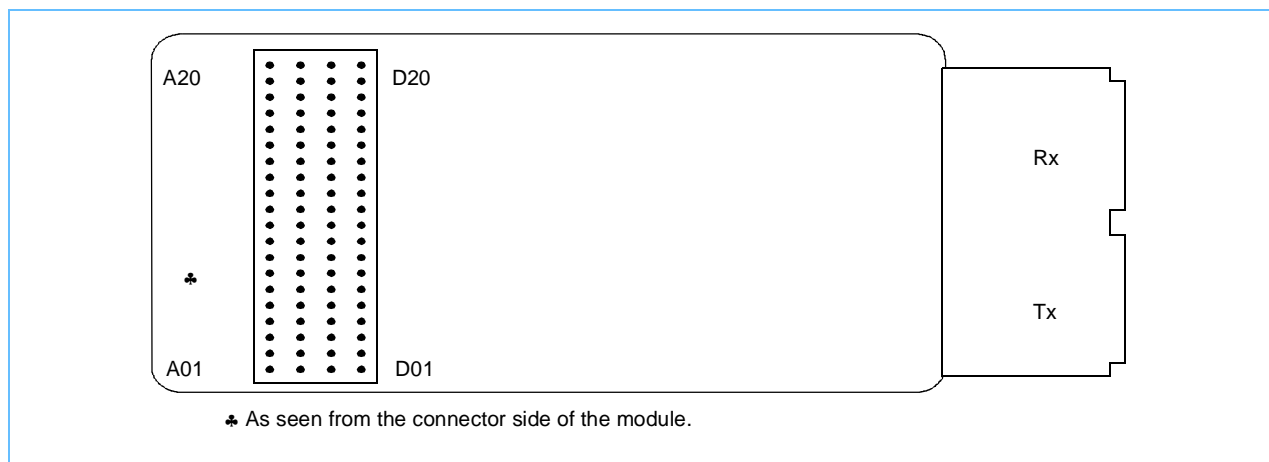 A20
D20
Rx
♣
Tx
A01
D01
♣ As seen from the connector side of the module.